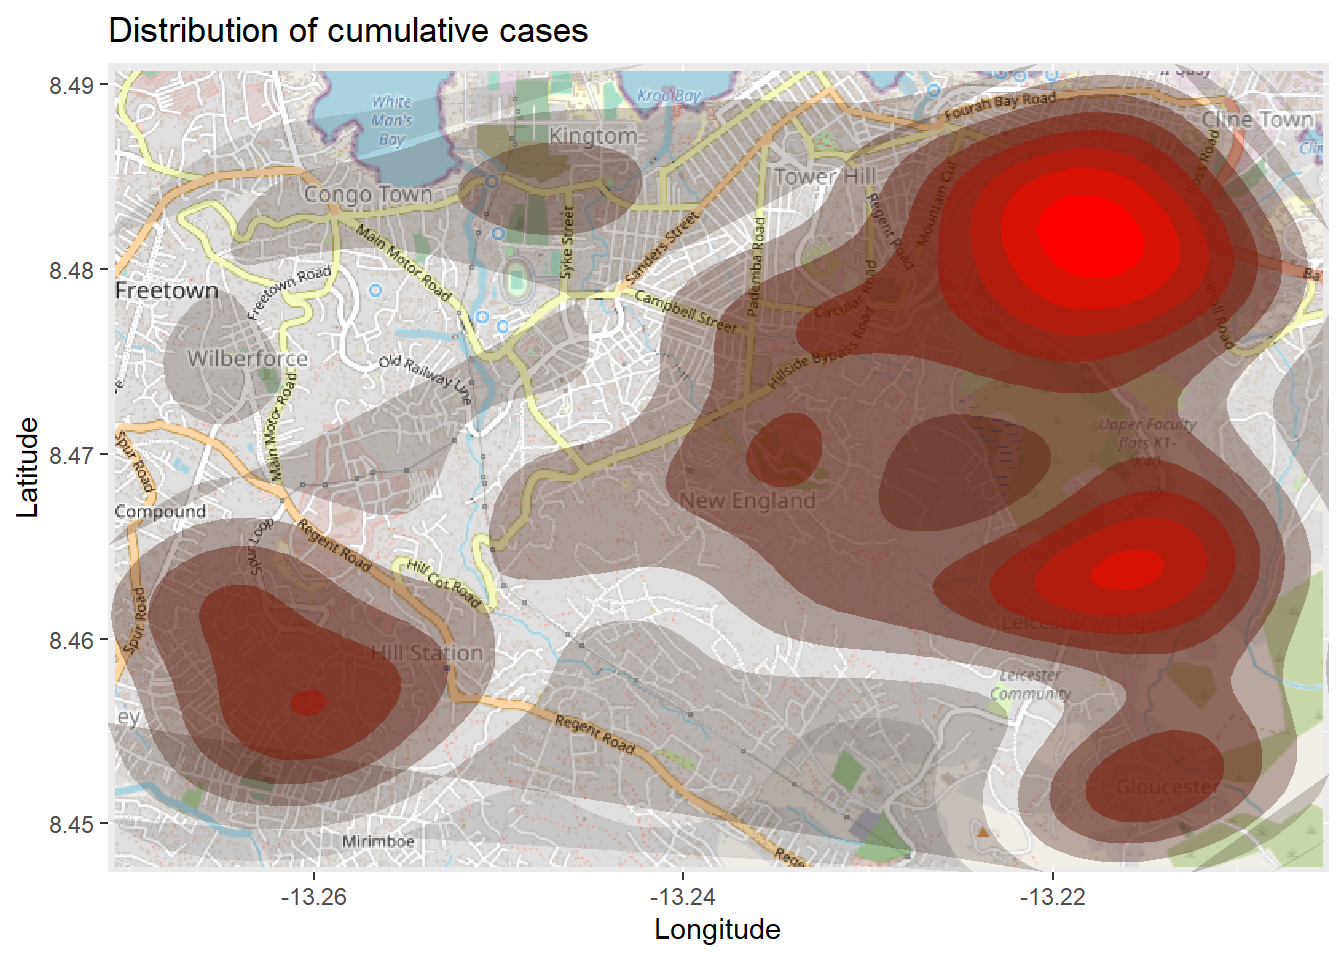 Distribution of cumulative cases
8.49
8.48
8.47
8.46
8.45
Latitude
White
Man's
Bay
Kroo Bay
Fourah Bay Road
Cline Town
Kingtom
Tower Hill
Congo Town
Mountain Cut
Ross Road
Regent Road
Main Motor Road
Syke Street
Sanders Street
Pademba Road
Freetown Road
Freetown
Campbell Street
Circular Road
Wilberforce
Old Railway Line
Hillside Bypass Road
Main Motor Road
Upper Faculty
flats K1-
K40
Spur Road
New England
Compound
Spur Loop
Regent Road
Hill Cot Road
Spur Road
Leicester Village
Hill Station
Leicester
Community
ey
Regent Road
Gloucester
Mirimboe
Rege
-13.26
-13.24
-13.22
Longitude